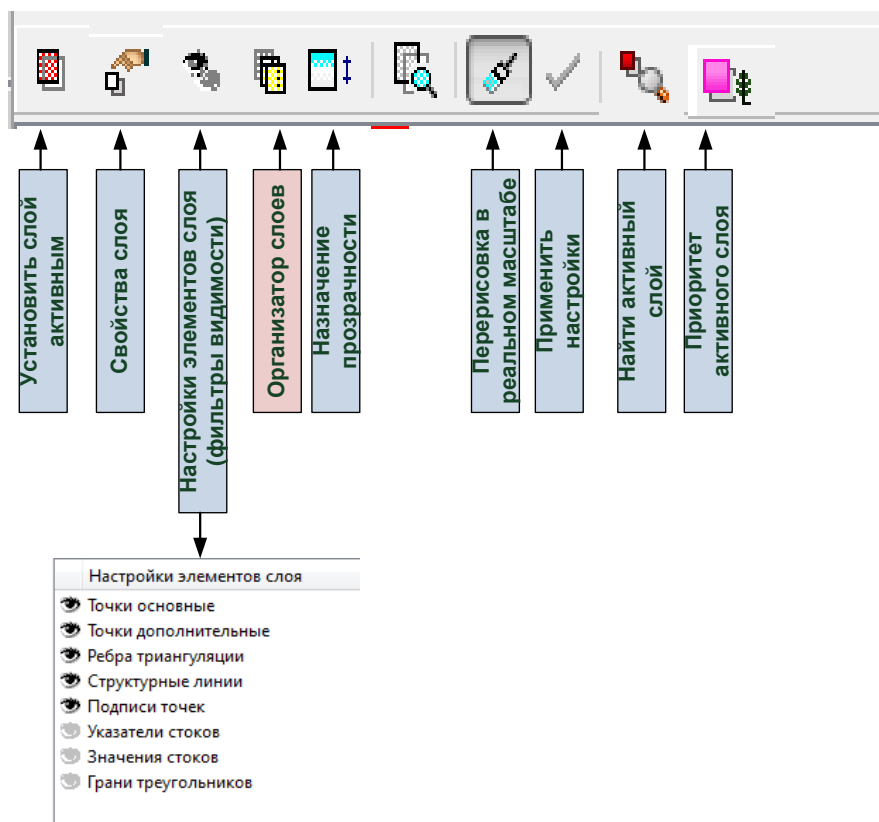 Установить слой
активным
Свойства слоя
Настройки элементов слоя
(фильтры видимости)
Организатор слоев
Назначение
прозрачности
Перерисовка в
реальном масштабе
Применить
настройки
Найти активный
слой
Приоритет
активного слоя
Настройки элементов слоя
Точки основные
Точки дополнительные
Ребра триангуляции
Структурные линии
Подписи точек
Указатели стоков
Значения стоков
Грани треугольников